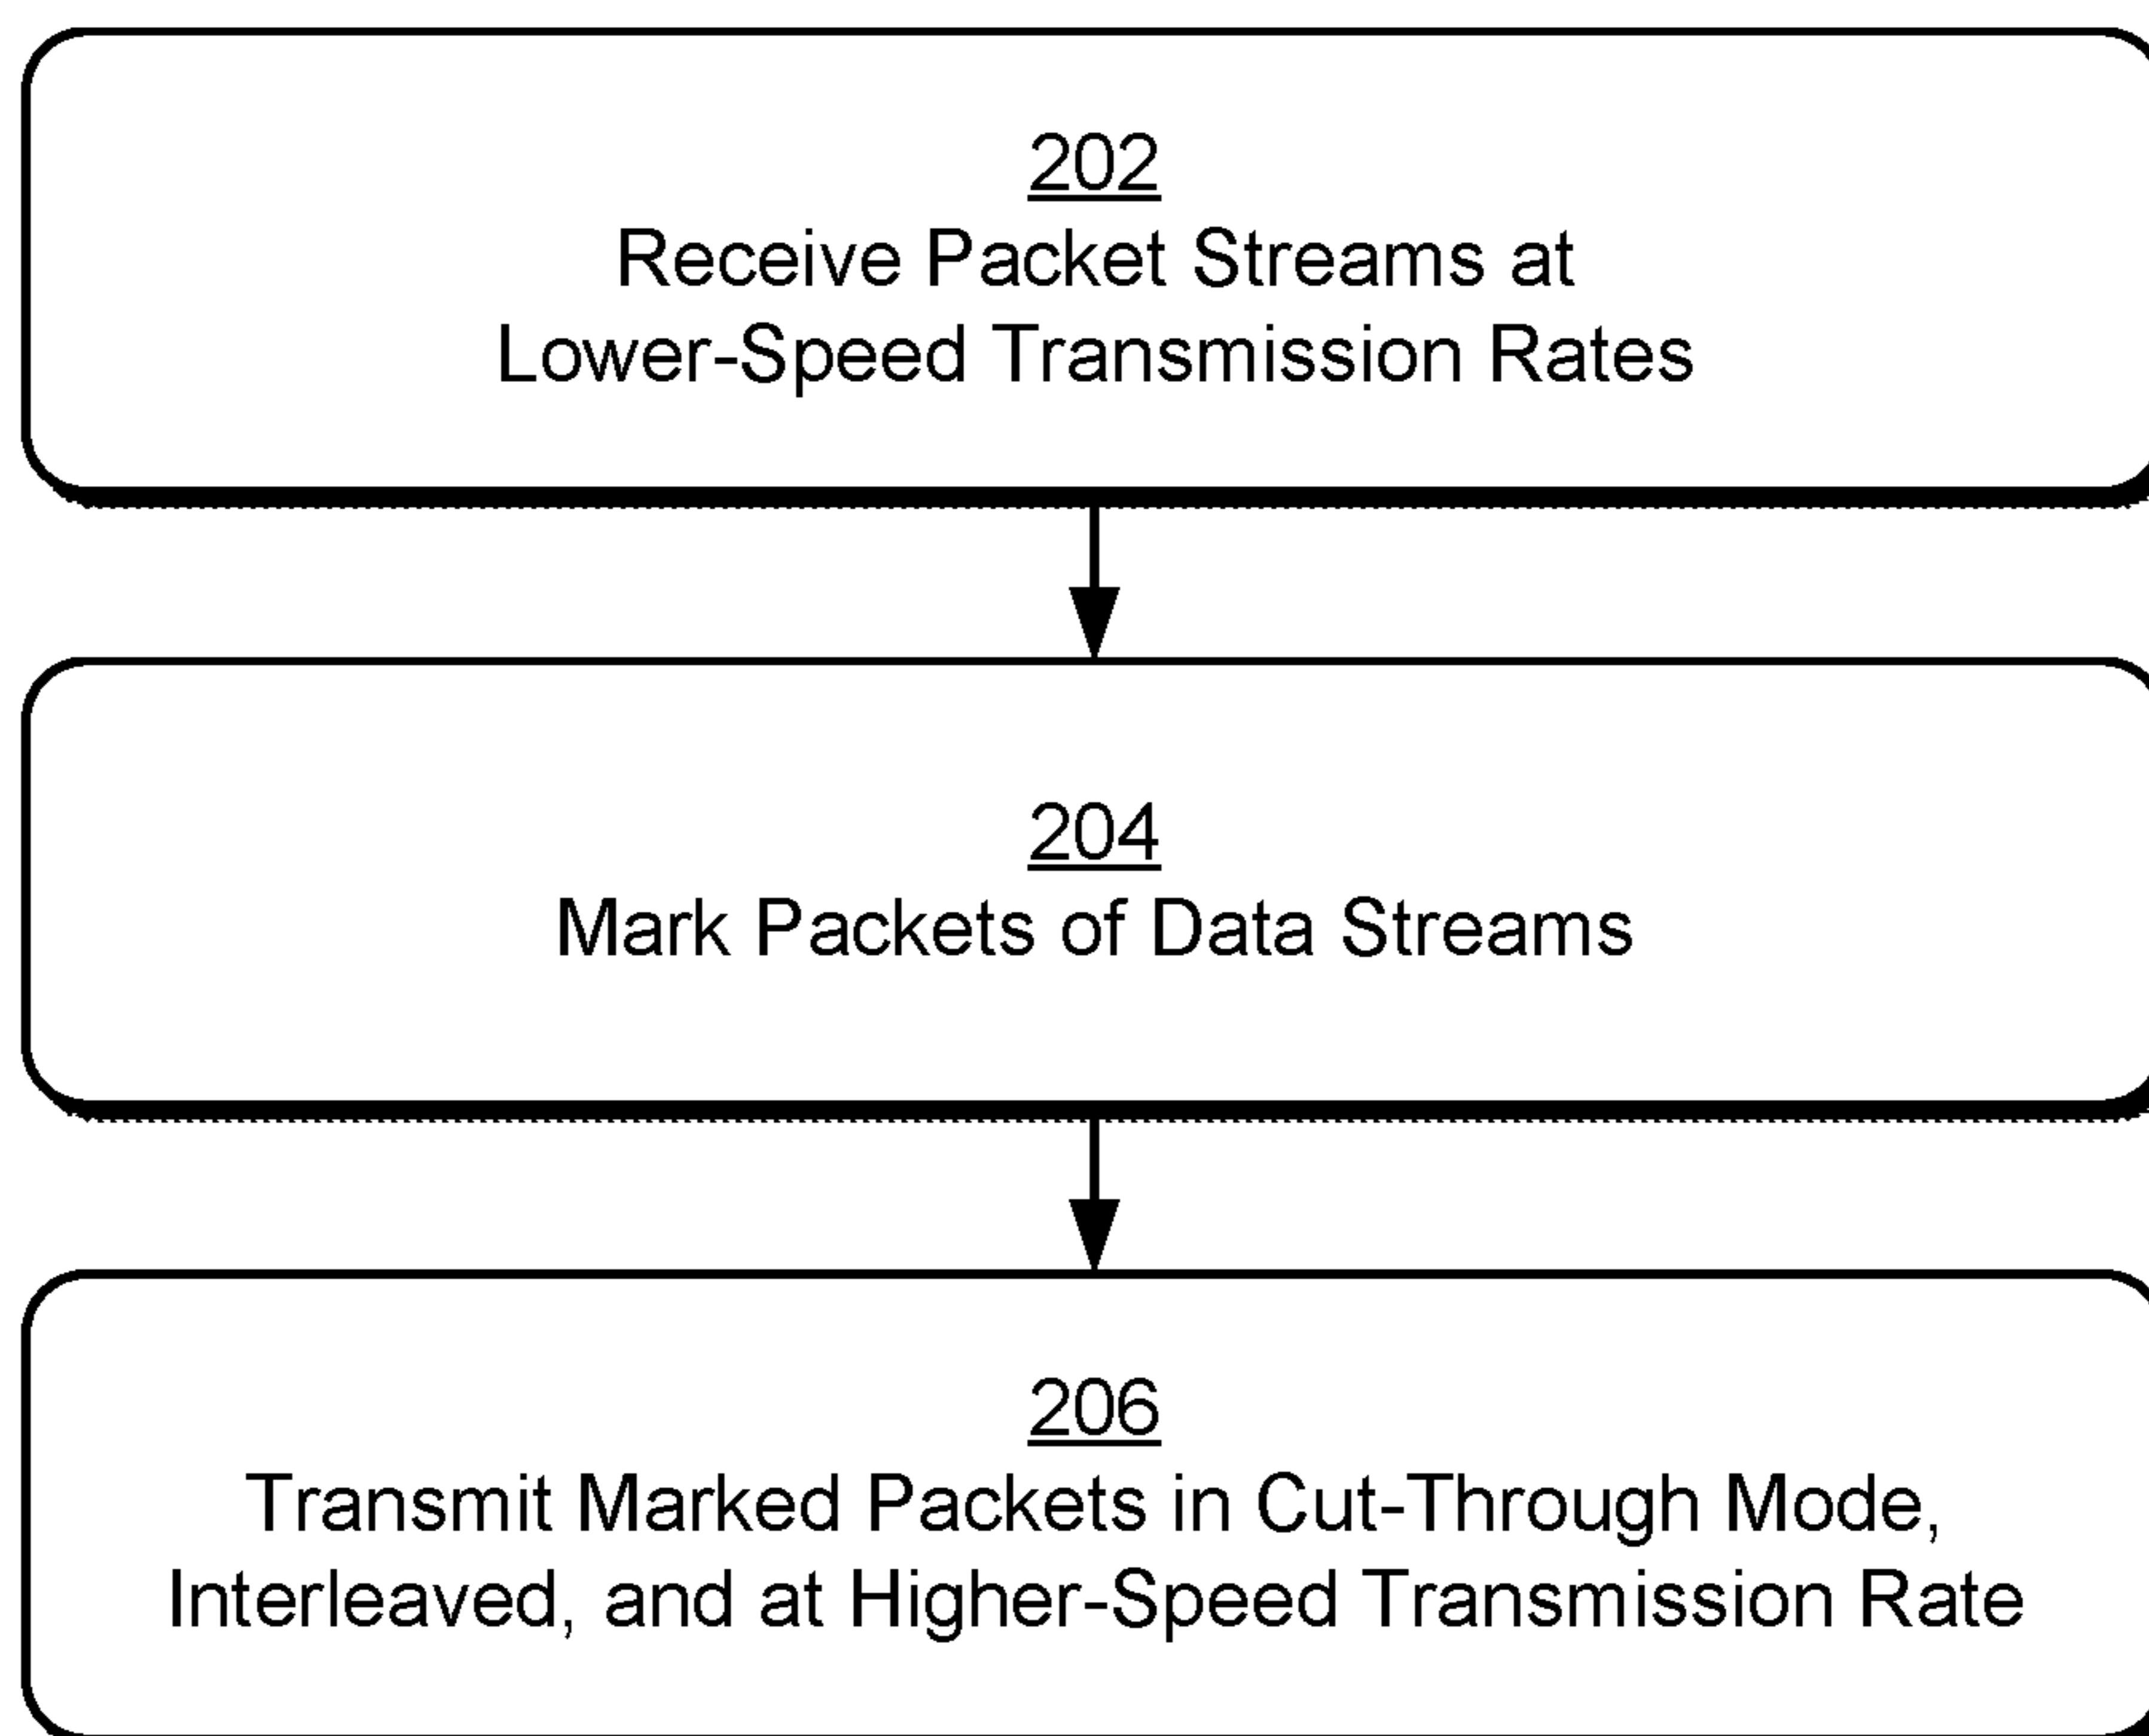 202
Receive Packet Streams at
Lower-Speed Transmission Rates
204
Mark Packets of Data Streams
206
Transmit Marked Packets in Cut-Through Mode,
Interleaved, and at Higher-Speed Transmission Rate